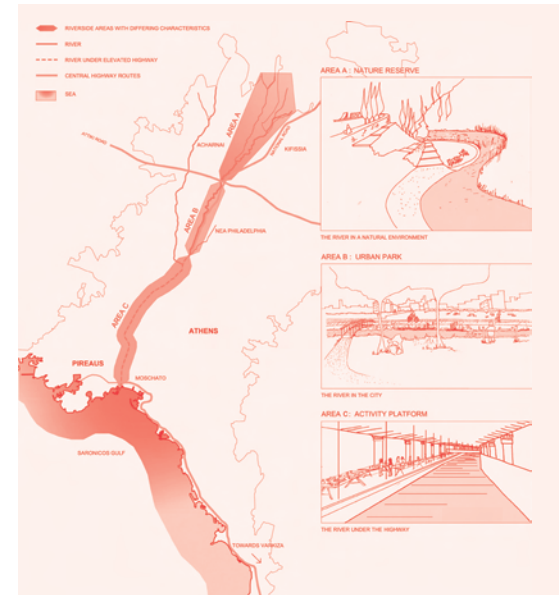 RIVERSIDE AREAS WITH DIFFERING CHARACTERISTICS
RIVER
RIVER UNDER ELEVATED HIGHWAY
CENTRAL HIGHWAY ROUTES
SEA
AREA A
ACHARNAI
NATIONAL ROAD
KIFISSIA
AREA B
NEA PHILADELPHIA
AREA C
ATHENS
PIREAUS
MOSCHATO
SARONICOS GULF
TOWARDS VARKIZA
AREA A : NATURE RESERVE
THE RIVER IN A NATURAL ENVIRONMENT
AREA B : URBAN PARK
THE RIVER IN THE CITY
AREA C: ACTIVITY PLATFORM
THE RIVER UNDER THE HIGHWAY